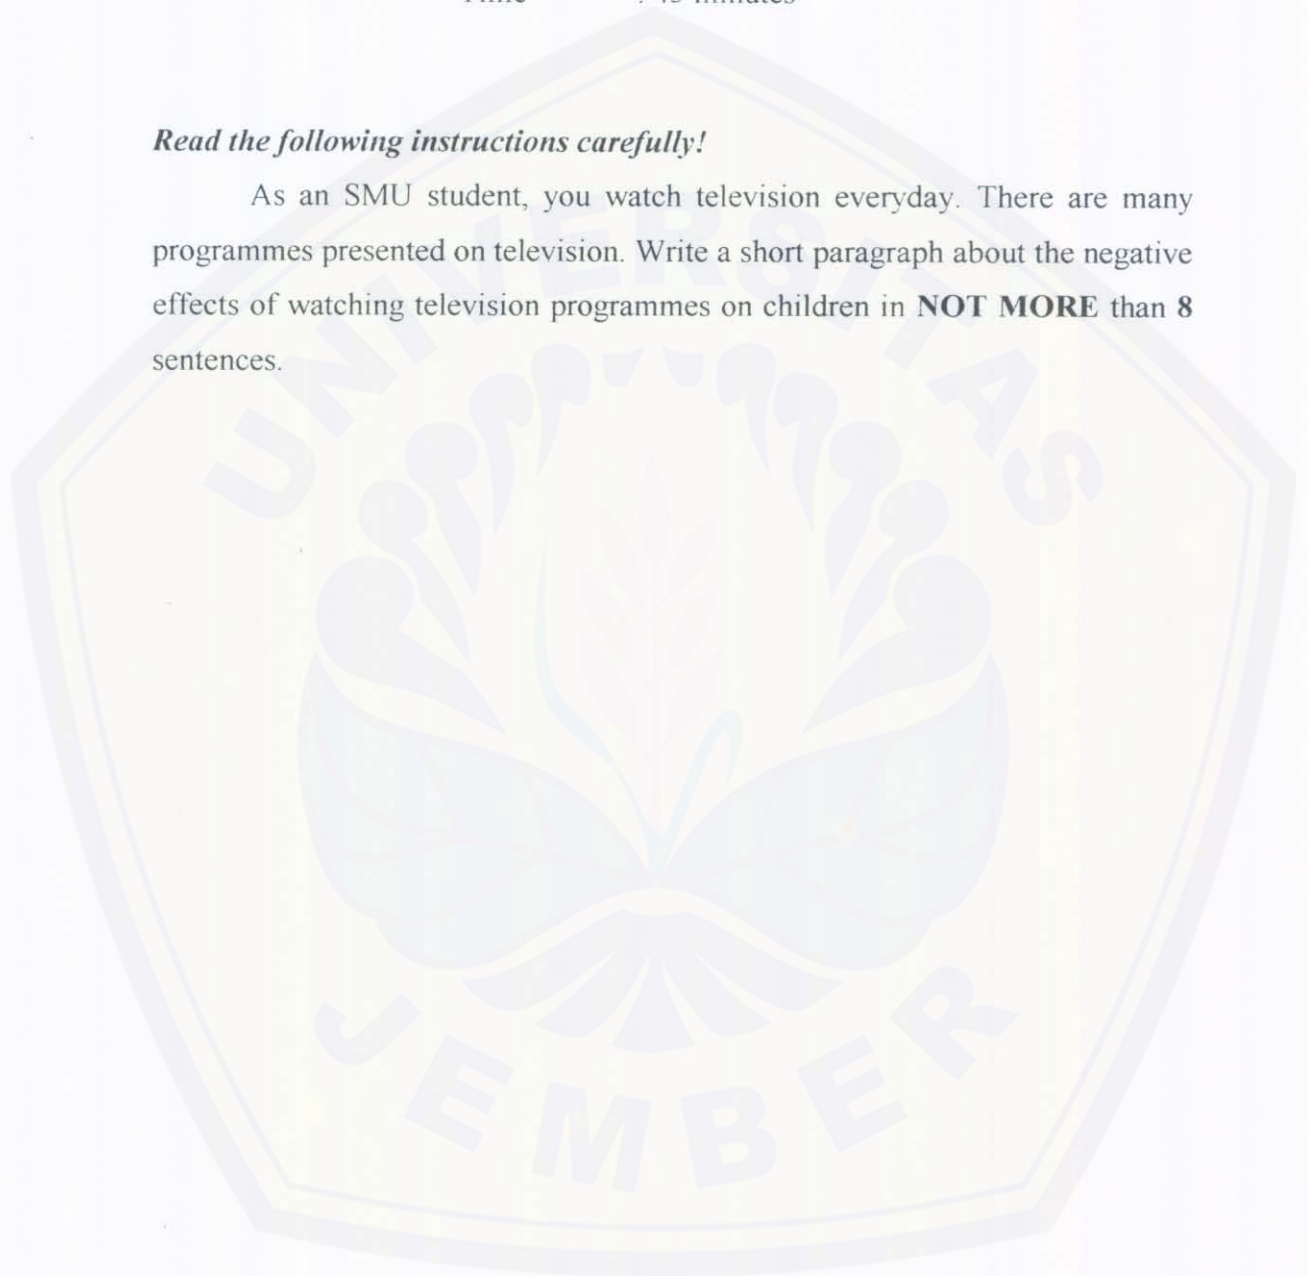 Read the following instructions carefully!
As an SMU student, you watch television everyday. There are many
programmes presented on television. Write a short paragraph about the negative
effects of watching television programmes on children in NOT MORE than 8
sentences.
UNIVERSITAS
JEMBER